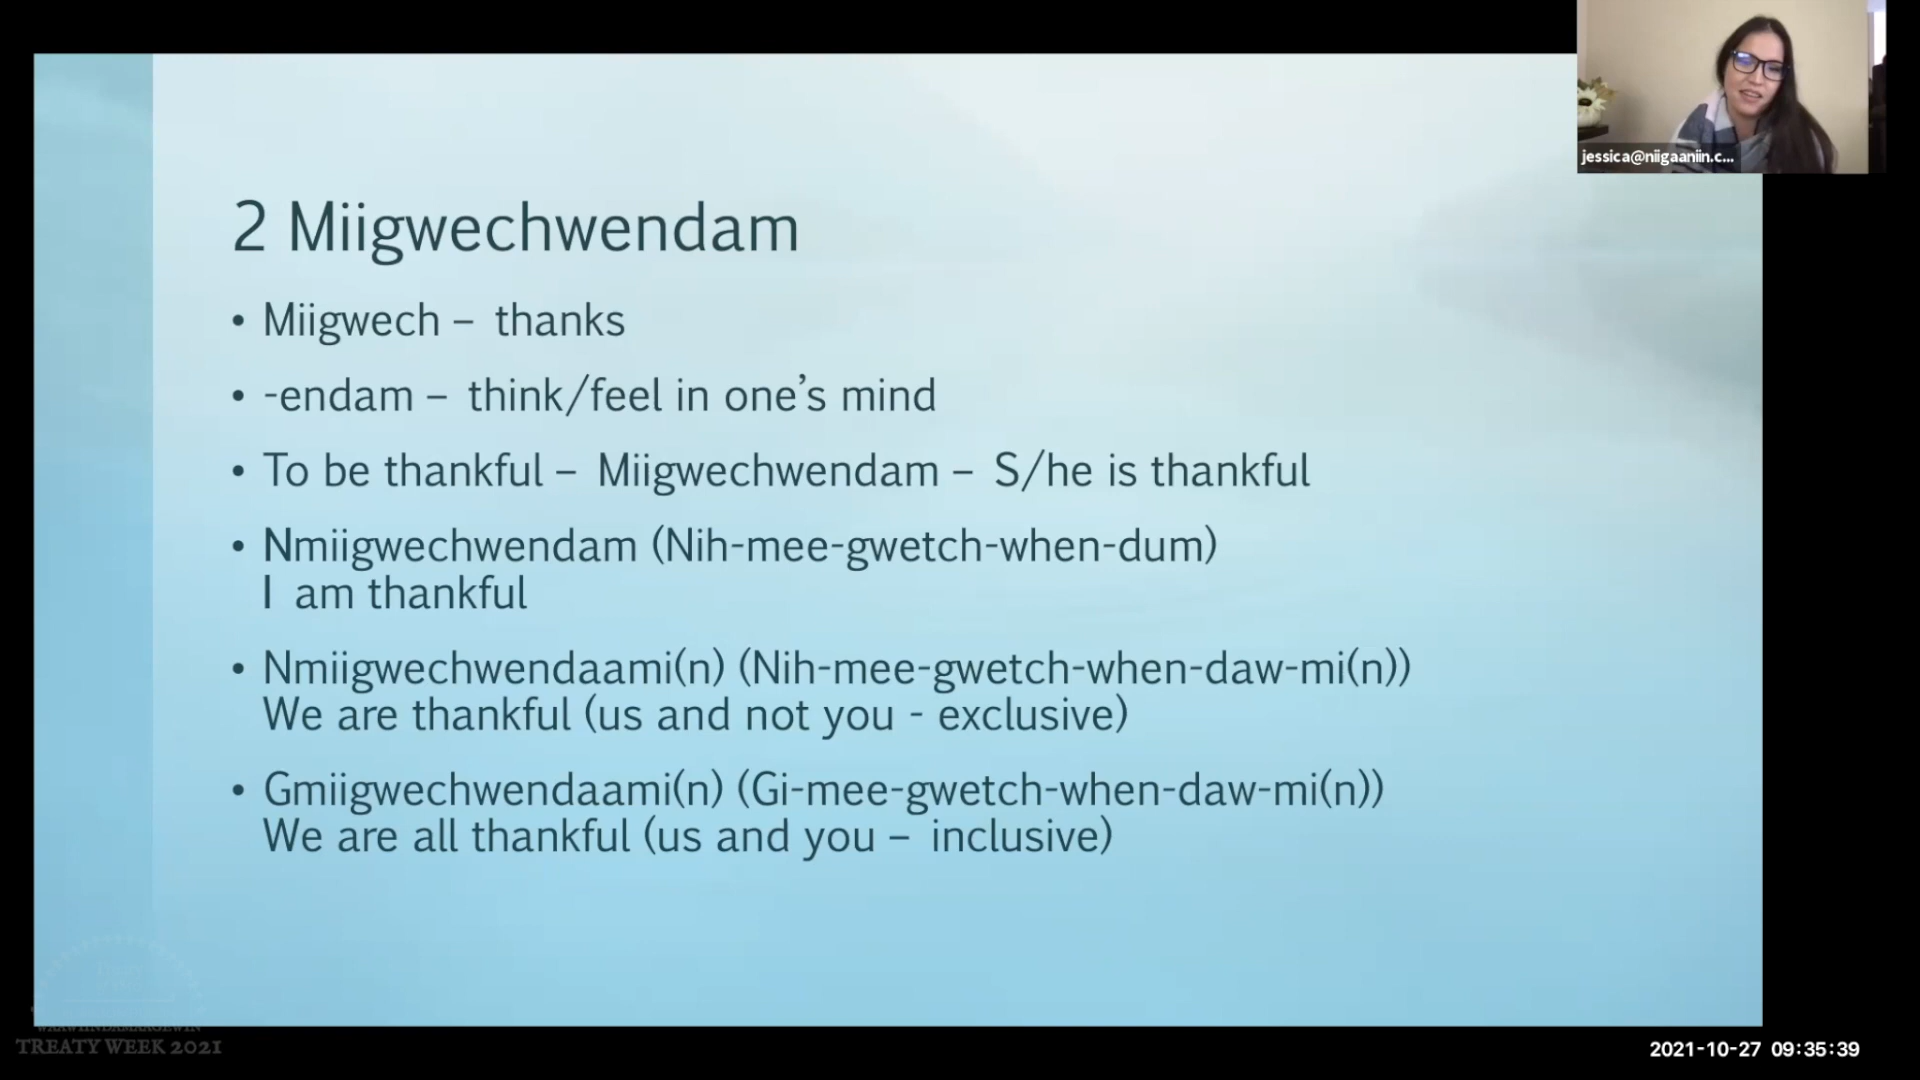 jessica@niigaaniin.c...
2 Miigwechwendam
• Miigwech – thanks
• -endam – think/feel in one’s mind
• To be thankful – Miigwechwendam – S/he is thankful
• Nmiigwechwendam (Nih-mee-gwetch-when-dum)
I am thankful
• Nmiigwechwendaami(n) (Nih-mee-gwetch-when-daw-mi(n))
We are thankful (us and not you - exclusive)
• Gmiigwechwendaami(n) (Gi-mee-gwetch-when-daw-mi(n))
We are all thankful (us and you – inclusive)
TREATY WEEK 2021
2021-10-27 09:35:39